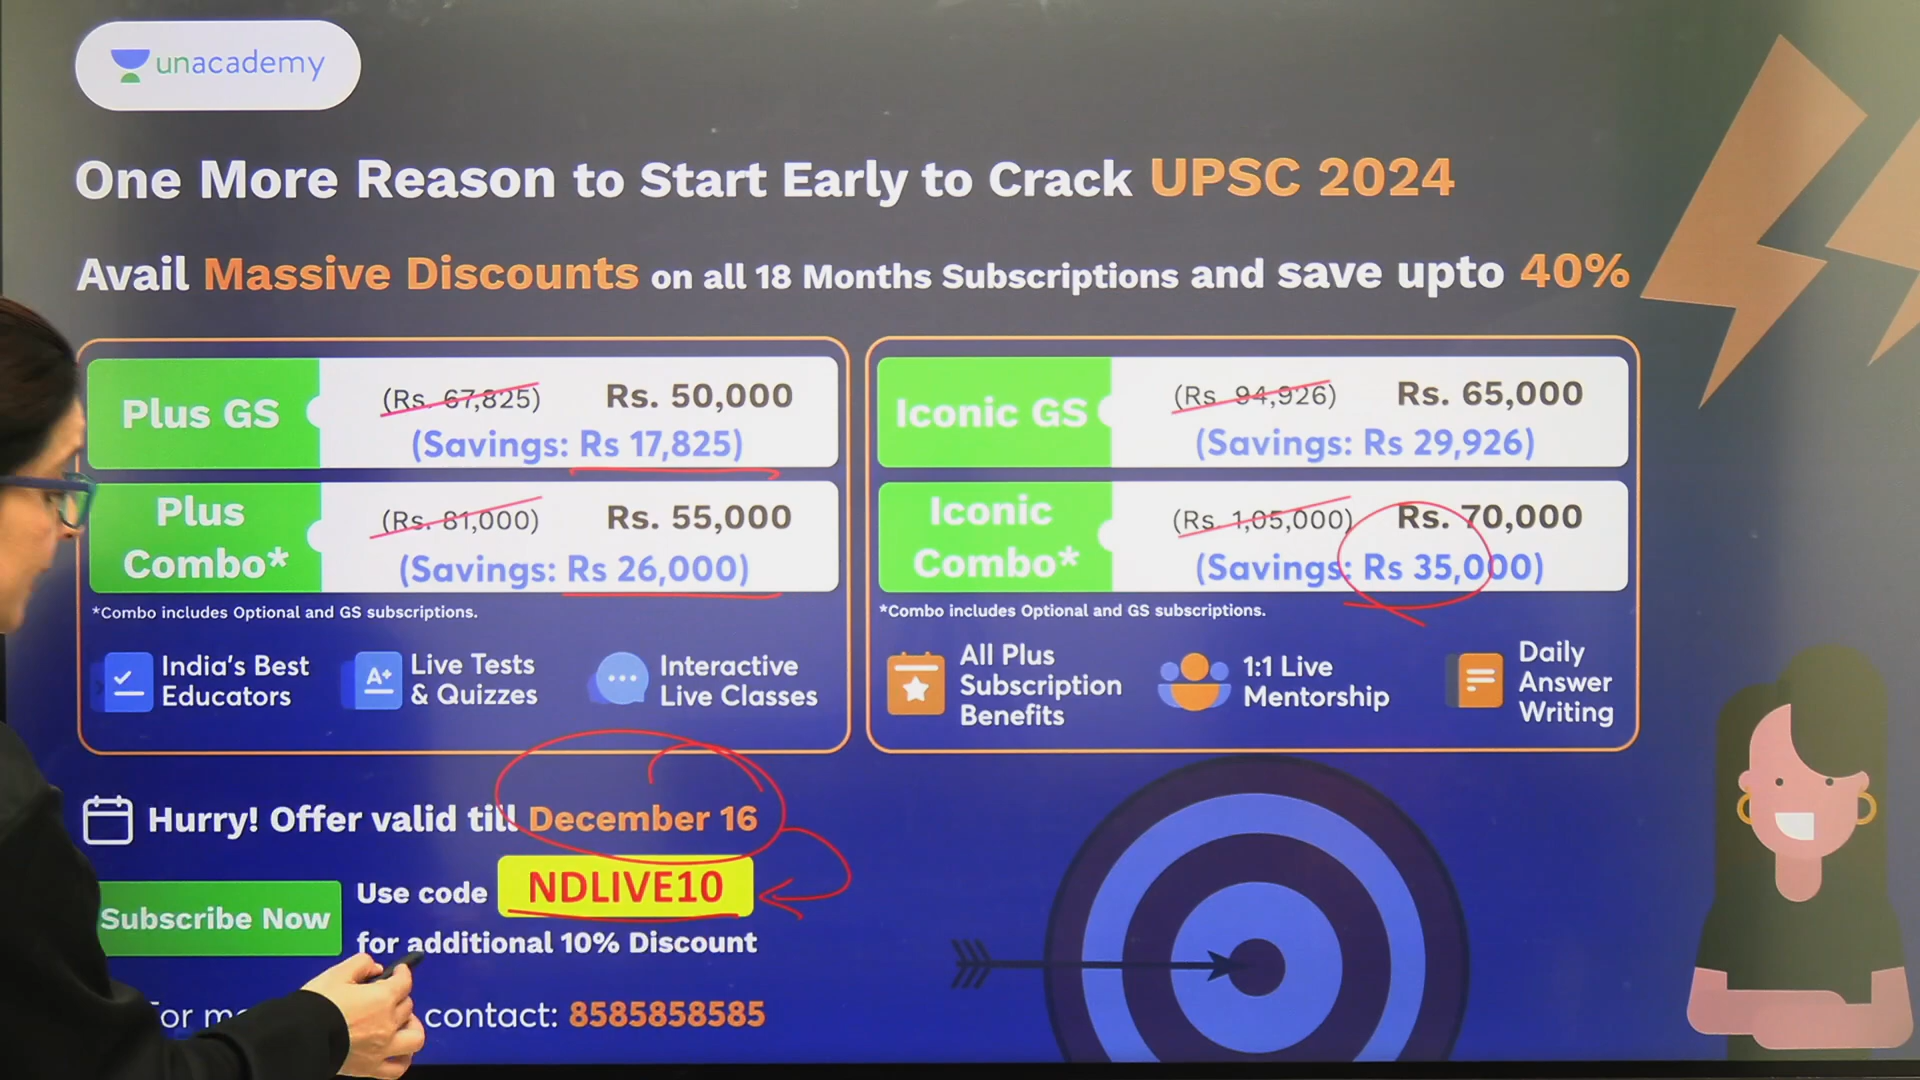 unacademy
One More Reason to Start Early to Crack UPSC 2024
Avail Massive Discounts on all 18 Months Subscriptions and save upto 40%
Plus GS
(Rs. 67,825) Rs. 50,000
(Savings: Rs 17,825)
Plus
Combo*
(Rs. 81,000) Rs. 55,000
(Savings: Rs 26,000)
*Combo includes Optional and GS subscriptions.
India's Best
Educators
Live Tests
& Quizzes
Interactive
Live Classes
Iconic GS
(Rs. 94,926) Rs. 65,000
(Savings: Rs 29,926)
Iconic
Combo*
(Rs. 1,05,000) Rs. 70,000
(Savings: Rs 35,000)
*Combo includes Optional and GS subscriptions.
All Plus
Subscription
Benefits
1:1 Live
Mentorship
Daily
Answer
Writing
Hurry! Offer valid till December 16
Subscribe Now
Use code NDLIVE10
for additional 10% Discount
contact: 8585858585